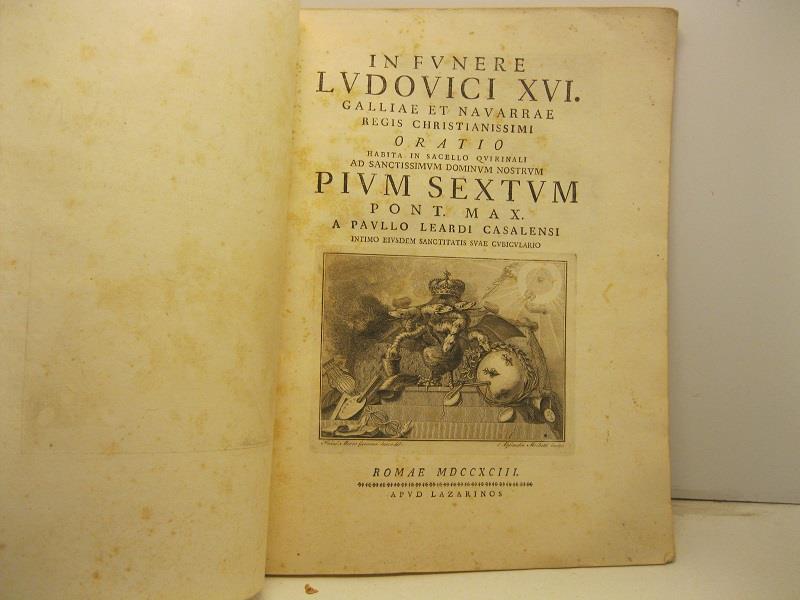 IN FVNERE
LVDOVICI XVI.
GALLIAE ET NAVARRAE
REGIS CHRISTIANISSIMI
ORATIO
HABITA IN SACELLO QVIRINALI
AD SANCTISSIMVM DOMINVM NOSTRVM
PIVM SEXTVM
PONT. MAX.
A PAVLLO LEARDI CASALENSI
INTIMO EIVSDEM SANCTITATIS SVAE CVBICVLARIO
ROMAE MDCCXCIII.
APVD LAZARINOS